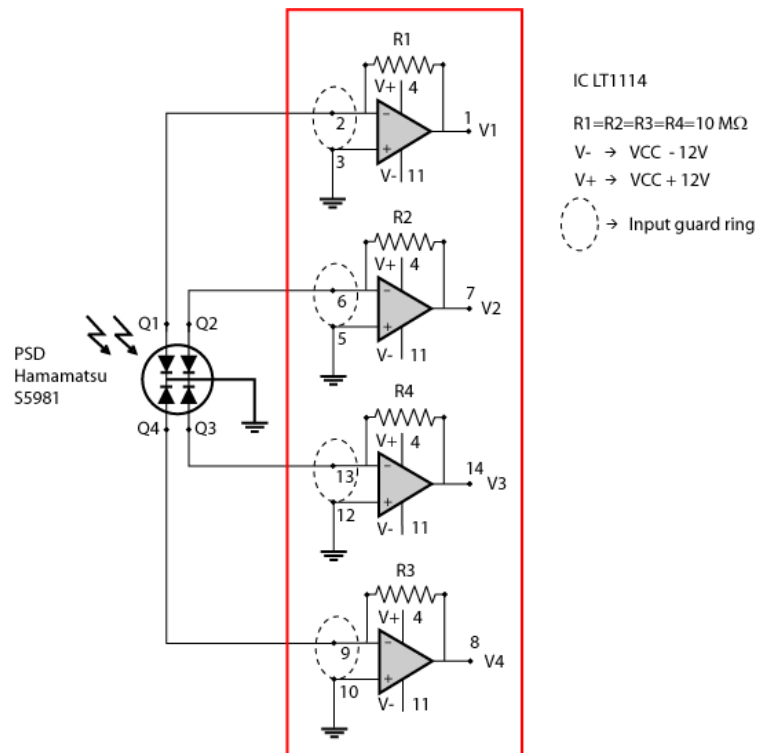 R1
V+ 4
2
−
+
3
V- 11
1
V1
IC LT1114
R1=R2=R3=R4=10 MΩ
V- → VCC - 12V
V+ → VCC + 12V
→ Input guard ring
R2
V+ 4
6
−
+
5
V- 11
7
V2
Q1 Q2
PSD
Hamamatsu
S5981
Q4 Q3
R4
V+ 4
13
−
+
12
V- 11
14
V3
R3
V+ 4
9
−
+
10
V- 11
8
V4